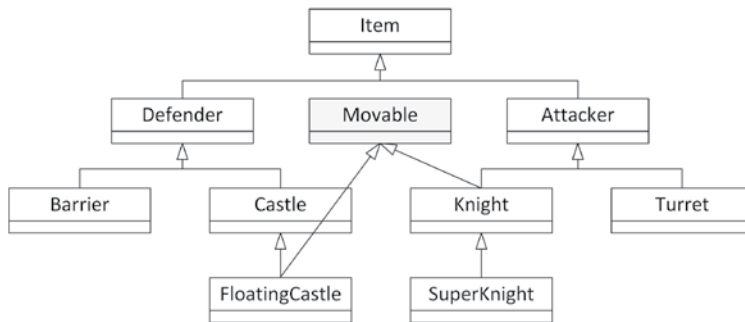 Item
Defender
Movable
Attacker
Barrier
Castle
Knight
Turret
FloatingCastle
SuperKnight